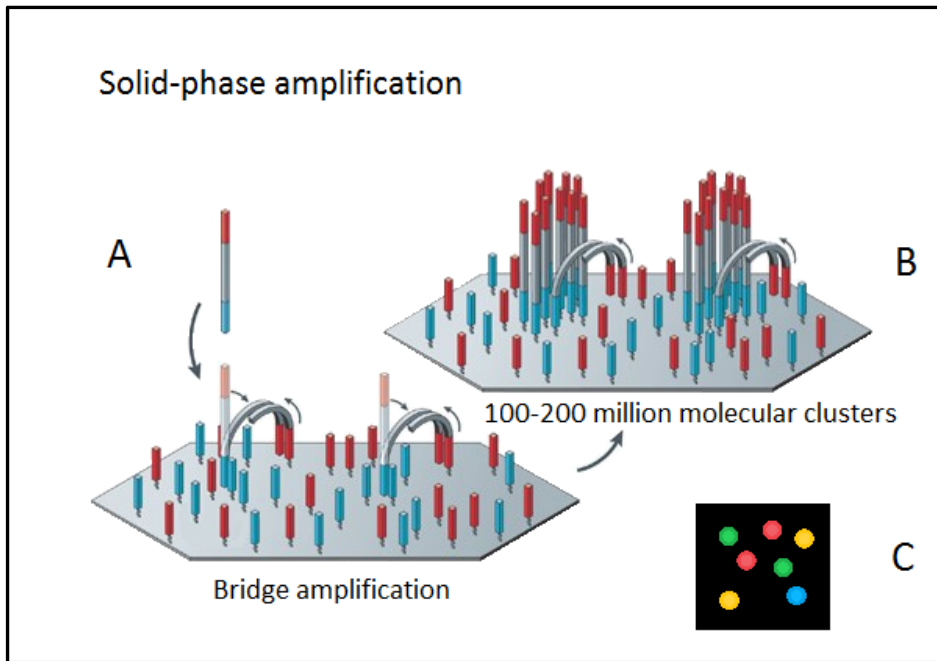 Solid-phase amplification
A
B
100-200 million molecular clusters
Bridge amplification
C